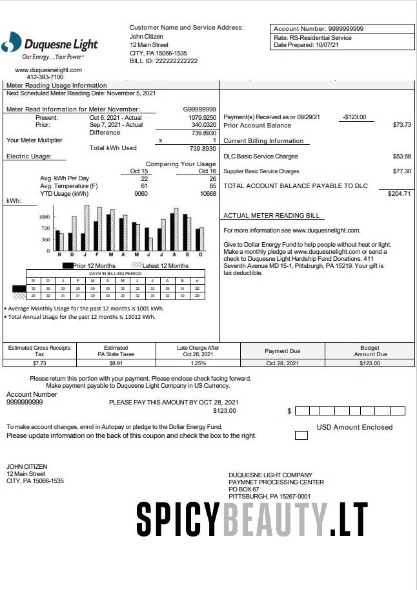 Customer Name and Service Address:
John Citizen
12 Main Street
CITY, PA 15066-1535
BILL ID: 222222222222
Account Number: 9999999999
Rate: RS-Residential Service
Date Prepared: 10/07/21
Duquesne Light
Our Energy...Your Power
www.duquesnelight.com
412-393-7100
Meter Reading Usage Information
Next Scheduled Meter Reading Date: November 5, 2021
Meter Read Information for Meter November: G99999999
Present: Oct 6, 2021 - Actual 1079.9250
Prior: Sep 7, 2021 - Actual 340.0320
Difference 739.8930
Your Meter Multiplier x 1
Total kWh Used 739.8930
Electric Usage:
Comparing Your Usage
Oct 15 Oct 16
Avg. kWh Per Day 22 26
Avg. Temperature (F) 61 65
YTD Usage (kWh) 9060 10668
kWh:
1080
720
360
0
N D J F M A M J J A S O
Prior 12 Months Latest 12 Months
DAYS IN BILLING PERIOD
• Average Monthly Usage for the past 12 months is 1001 kWh.
• Total Annual Usage for the past 12 months is 13012 kWh.
Payment(s) Received as or 09/29/21 -$123.00
Prior Account Balance $73.73
Current Billing Information
DLC Basic Service Charges $53.68
Supplier Basic Service Charges $77.30
TOTAL ACCOUNT BALANCE PAYABLE TO DLC
$204.71
ACTUAL METER READING BILL
For more information see www.duquesnelight.com.
Give to Dollar Energy Fund to help people without heat or light.
Make a monthly pledge at www.duquesnelight.com or send a
check to Duquesne Light Hardship Fund Donations, 411
Seventh Avenue MD 15-1, Pittsburgh, PA 15219. Your gift is
tax deductible.
Estimated Gross Receipts Tax Estimated PA State Taxes Late Charge After Oct 28, 2021 Payment Due Budget Amount Due
$7.73 $8.91 1.25% Oct 28, 2021 $123.00
Please return this portion with your payment. Please enclose check facing forward.
Make payment payable to Duquesne Light Company in US Currency.
Account Number
9999999999
PLEASE PAY THIS AMOUNT BY OCT 28, 2021
$123.00
$
USD Amount Enclosed
To make account changes, enrol in Autopay or pledge to the Dollar Energy Fund,
Please update information on the back of this coupon and check the box to the right.
JOHN CITIZEN
12 Main Street
CITY, PA 15066-1535
DUQUESNE LIGHT COMPANY
PAYMNET PROCESSING CENTER
PO BOX 67
PITTSBURGH, PA 15267-0001
SPICYBEAUTY.LT